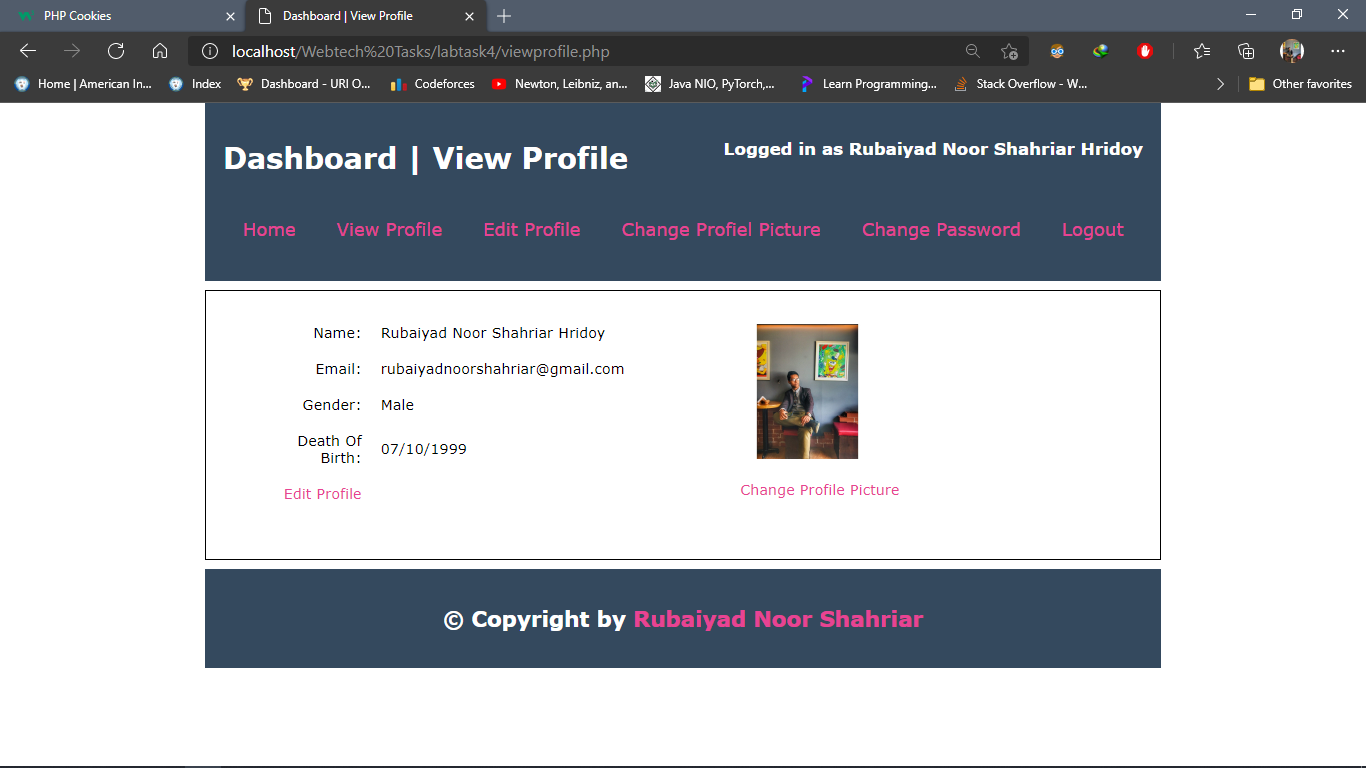 PHP Cookies
Dashboard | View Profile
localhost/Webtech%20Tasks/labtask4/viewprofile.php
Home | American In...
Index
Dashboard - URI O...
Codeforces
Newton, Leibniz, an...
Java NIO, PyTorch,...
Learn Programming...
Stack Overflow - W...
Other favorites
Dashboard | View Profile
Logged in as Rubaiyad Noor Shahriar Hridoy
Home View Profile Edit Profile Change Profiel Picture Change Password Logout
Name: Rubaiyad Noor Shahriar Hridoy
Email: rubaiyadnoorshahriar@gmail.com
Gender: Male
Death Of
Birth: 07/10/1999
Edit Profile
Change Profile Picture
© Copyright by Rubaiyad Noor Shahriar